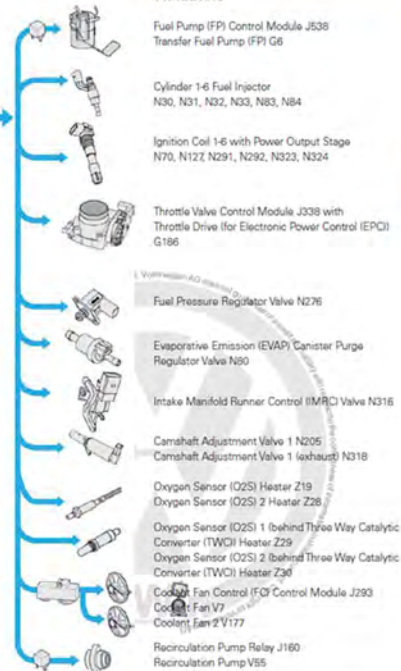 Fuel Pump (FP) Control Module J538
Transfer Fuel Pump (FP) G6
Cylinder 1-6 Fuel Injector
N30, N31, N32, N33, N83, N84
Ignition Coil 1-6 with Power Output Stage
N70, N127, N291, N292, N323, N324
Throttle Valve Control Module J338 with
Throttle Drive (for Electronic Power Control (EPC))
G186
Fuel Pressure Regulator Valve N276
Evaporative Emission (EVAP) Canister Purge
Regulator Valve N80
Intake Manifold Runner Control (IMRC) Valve N316
Camshaft Adjustment Valve 1 N205
Camshaft Adjustment Valve 1 (exhaust) N318
Oxygen Sensor (O2S) Heater Z19
Oxygen Sensor (O2S) 2 Heater Z28
Oxygen Sensor (O2S) 1 (behind Three Way Catalytic
Converter (TWC)) Heater Z29
Oxygen Sensor (O2S) 2 (behind Three Way Catalytic
Converter (TWC)) Heater Z30
Coolant Fan Control (FC) Control Module J293
Coolant Fan V7
Coolant Fan 2 V177
Recirculation Pump Relay J160
Recirculation Pump V55